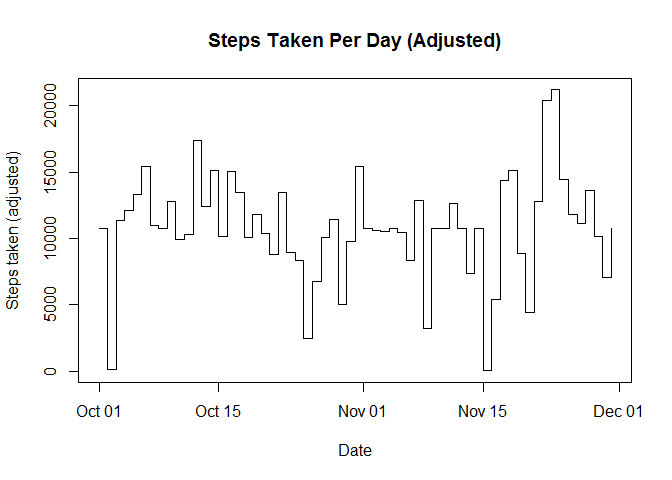 Steps Taken Per Day (Adjusted)
Steps taken (adjusted)
20000
15000
10000
5000
0
Oct 01 Oct 15 Nov 01 Nov 15 Dec 01
Date